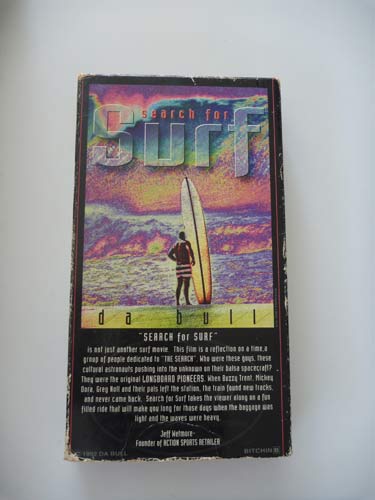 search for
Surf
da bull
"SEARCH for SURF"
is not just another surf movie. This film is a reflection on a time, a
group of people dedicated to "THE SEARCH". Who were these guys, these
cultural astronauts pushing into the unknown on their balsa spacecraft?
They were the original LONGBOARD PIONEERS. When Buzzy Trent, Mickey
Dora, Greg Noll and their pals left the station, the train found new tracks,
and never came back. Search for Surf takes the viewer along on a fun
filled ride that will make you long for those days when the baggage was
light and the waves were heavy.
Jeff Wetmore-
Founder of ACTION SPORTS RETAILER
© 1992 DA BULL
BITCHIN